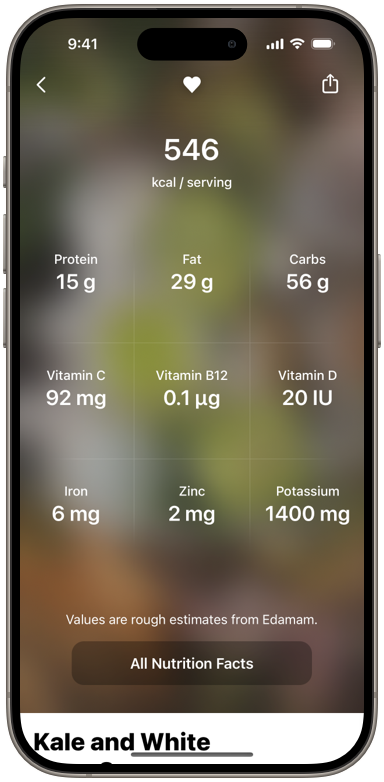 9:41
546
kcal / serving
Protein Fat Carbs
15 g 29 g 56 g
Vitamin C Vitamin B12 Vitamin D
92 mg 0.1 µg 20 IU
Iron Zinc Potassium
6 mg 2 mg 1400 mg
Values are rough estimates from Edamam.
All Nutrition Facts
Kale and White